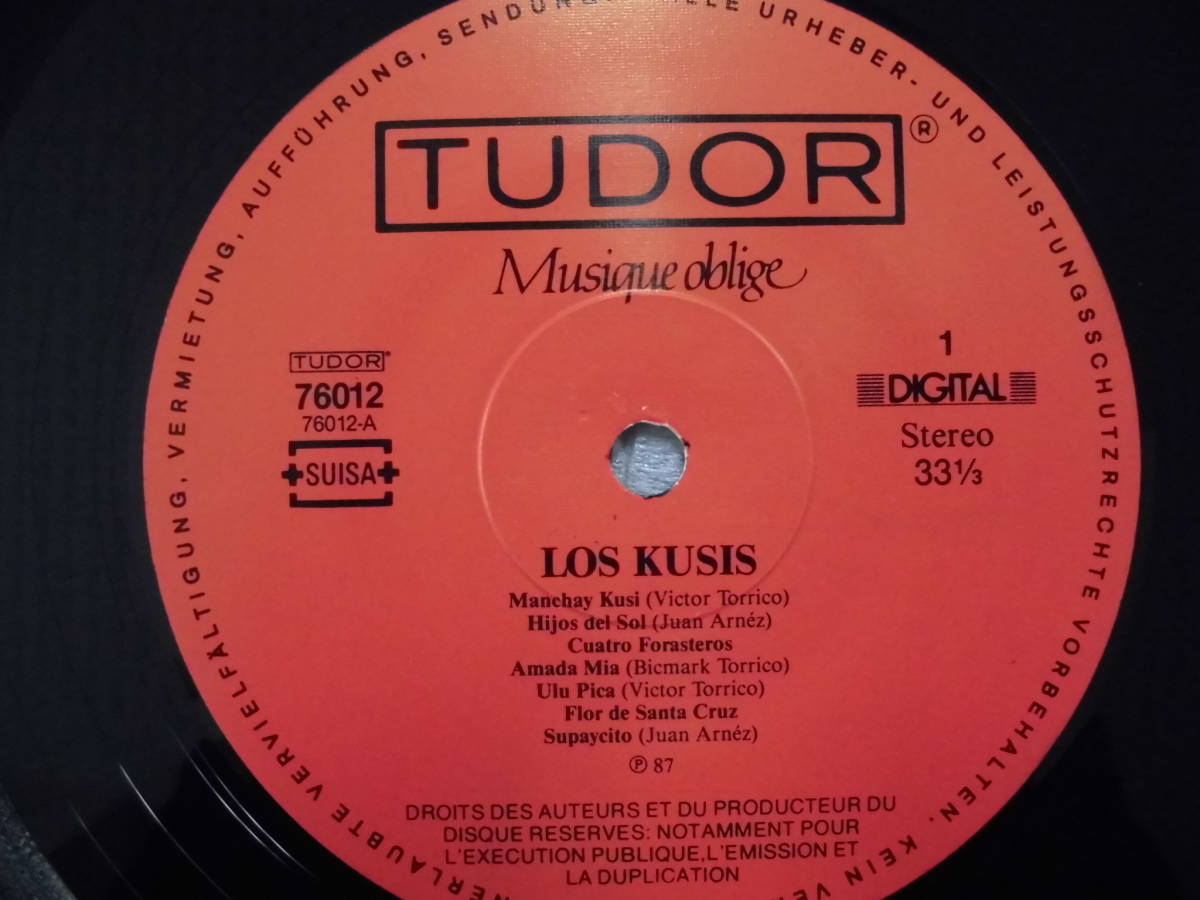 TUDOR®
Musique oblige
TUDOR®
76012
76012-A
SUISA
1
DIGITAL
Stereo
33⅓
LOS KUSIS
Manchay Kusi (Victor Torrico)
Hijos del Sol (Juan Arnéz)
Cuatro Forasteros
Amada Mia (Bicmark Torrico)
Ulu Pica (Victor Torrico)
Flor de Santa Cruz
Supaycito (Juan Arnéz)
℗ 87
DROITS DES AUTEURS ET DU PRODUCTEUR DU
DISQUE RESERVES: NOTAMMENT POUR
L'EXECUTION PUBLIQUE, L'EMISSION ET
LA DUPLICATION
URHEBER- UND LEISTUNGSSCHUTZRECHTE VORBEHALTEN. KEIN
VERVIELFÄLTIGUNG, VERMIETUNG, AUFFÜHRUNG,